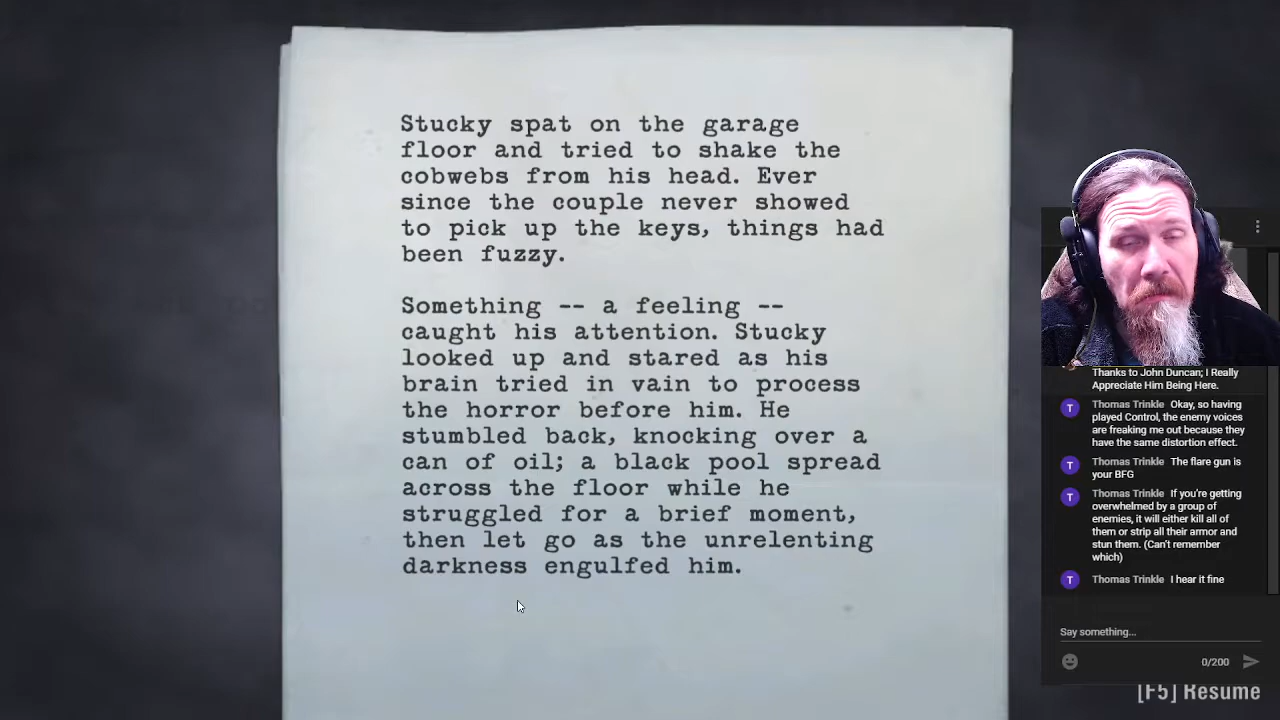 Stucky spat on the garage
floor and tried to shake the
cobwebs from his head. Ever
since the couple never showed
to pick up the keys, things had
been fuzzy.
Something -- a feeling --
caught his attention. Stucky
looked up and stared as his
brain tried in vain to process
the horror before him. He
stumbled back, knocking over a
can of oil; a black pool spread
across the floor while he
struggled for a brief moment,
then let go as the unrelenting
darkness engulfed him.
Thanks to John Duncan; I Really
Appreciate Him Being Here.
T Thomas Trinkle Okay, so having
played Control, the enemy voices
are freaking me out because they
have the same distortion effect.
T Thomas Trinkle The flare gun is
your BFG
T Thomas Trinkle If you're getting
overwhelmed by a group of
enemies, it will either kill all of
them or strip all their armor and
stun them. (Can't remember
which)
T Thomas Trinkle I hear it fine
Say something...
0/200
[F5] Resume